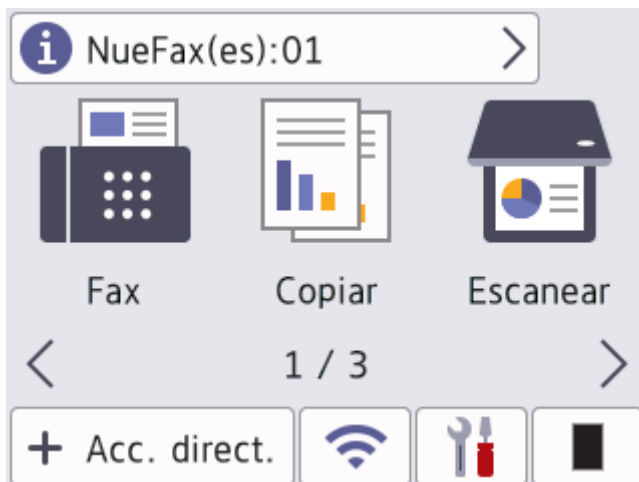 NueFax(es):01
Fax
Copiar
Escanear
1 / 3
+ Acc. direct.